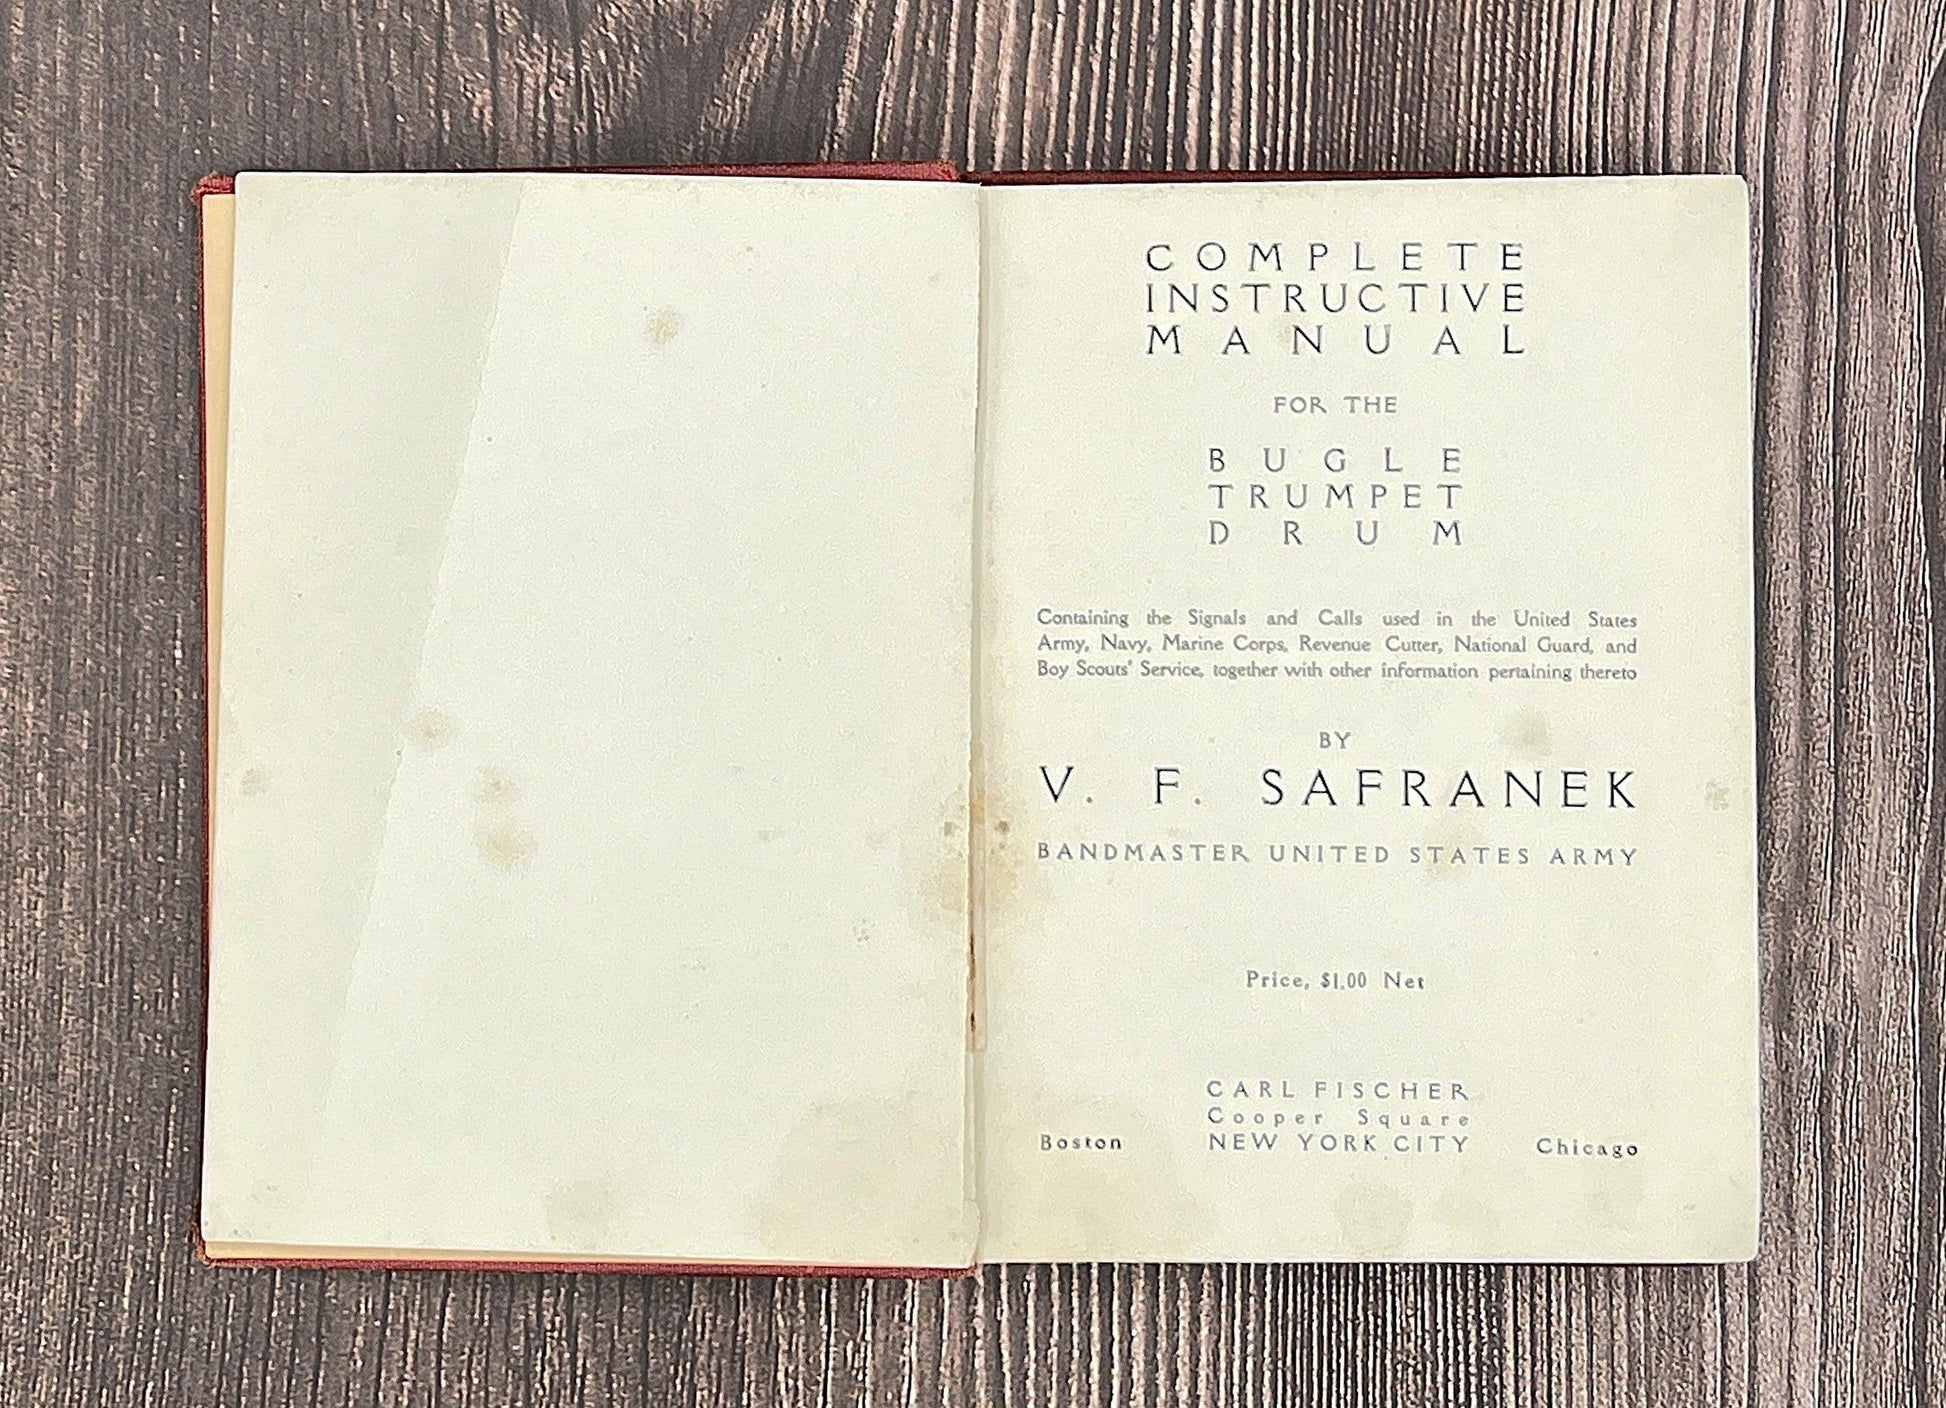 COMPLETE
INSTRUCTIVE
MANUAL
FOR THE
BUGLE
TRUMPET
DRUM
Containing the Signals and Calls used in the United States
Army, Navy, Marine Corps, Revenue Cutter, National Guard, and
Boy Scouts' Service, together with other information pertaining thereto
BY
V. F. SAFRANEK
BANDMASTER UNITED STATES ARMY
Price, $1.00 Net
CARL FISCHER
Cooper Square
Boston NEW YORK CITY Chicago